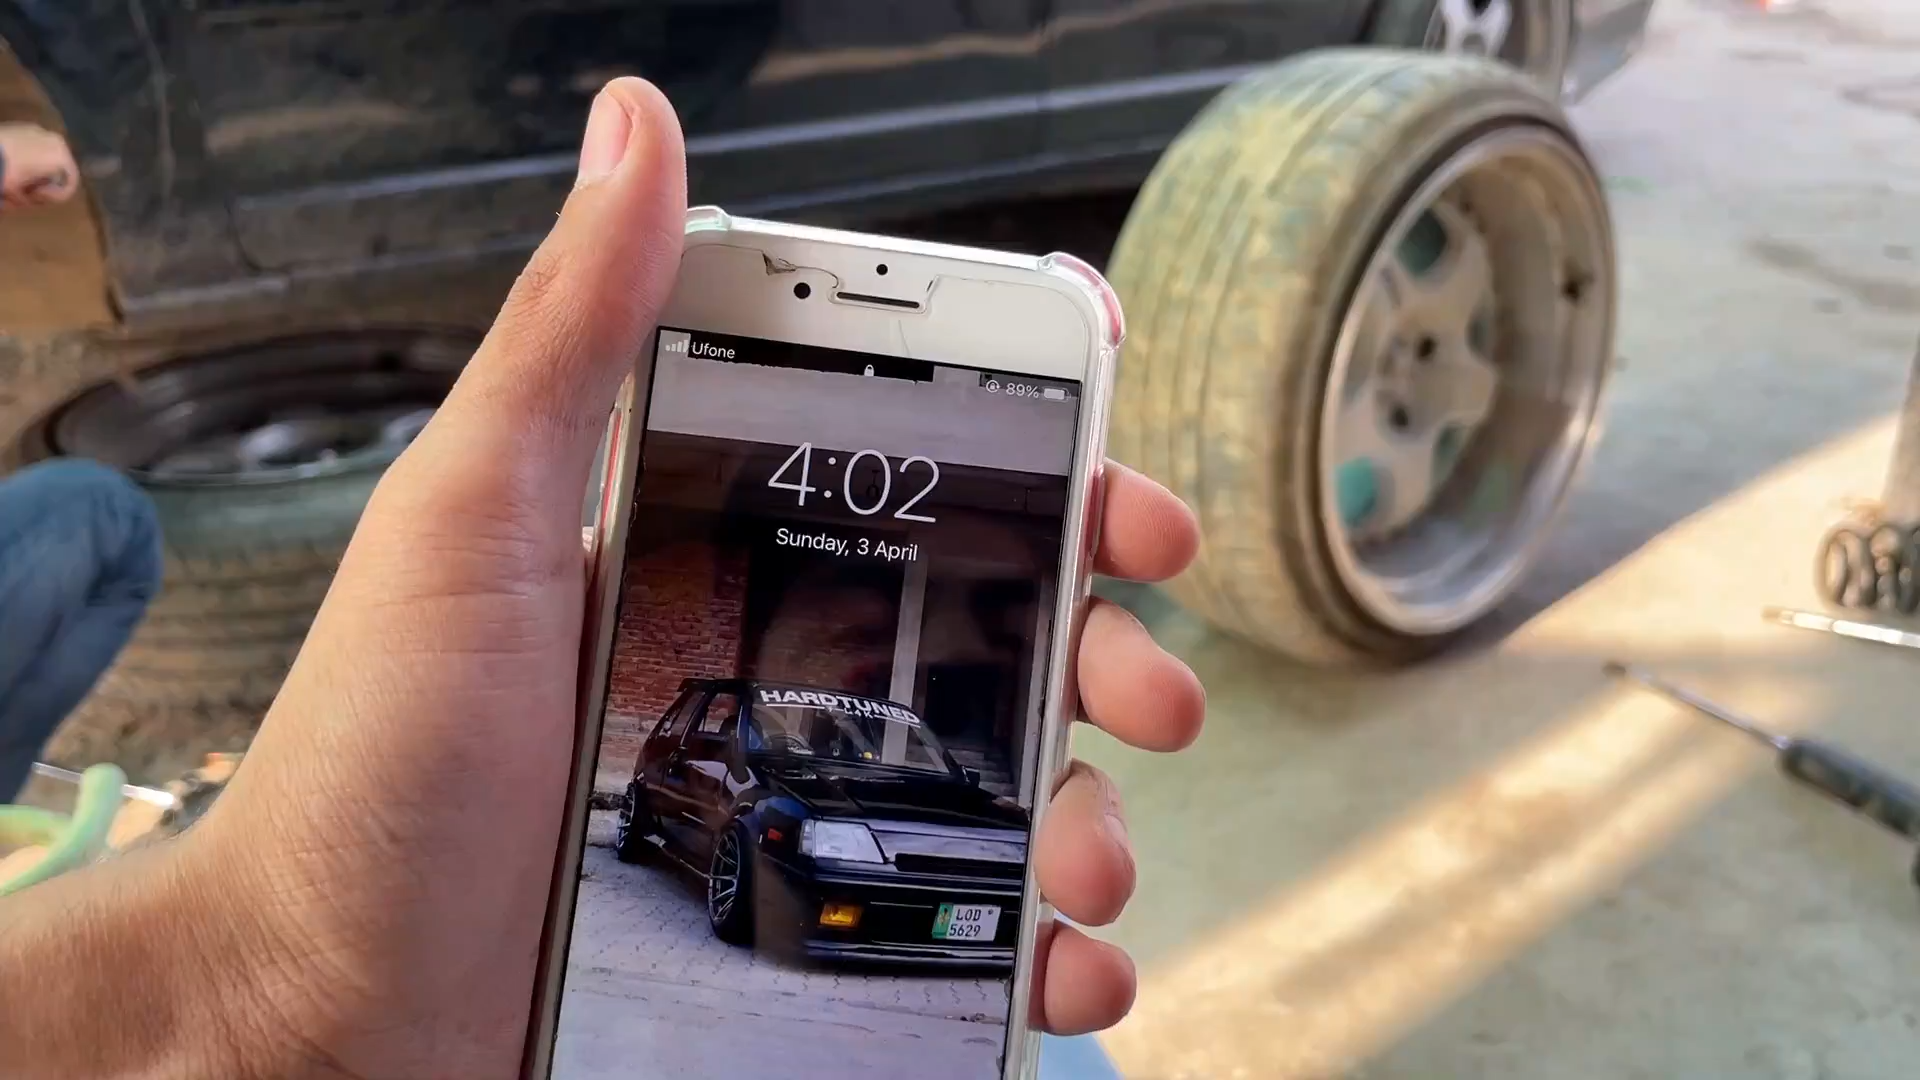 Ufone
89%
4:02
Sunday, 3 April
HARDTUNED
LOD
5629